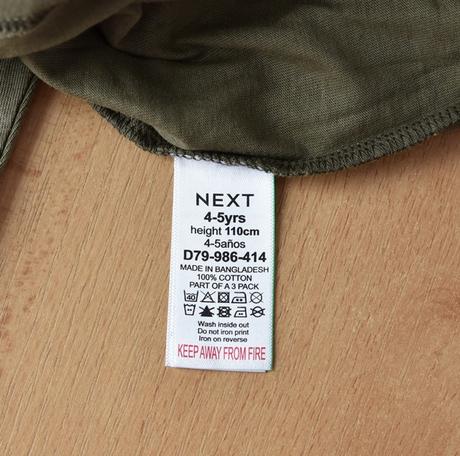 NEXT
4-5yrs
height 110cm
4-5años
D79-986-414
MADE IN BANGLADESH
100% COTTON
PART OF A 3 PACK
40
Wash inside out
Do not iron print
Iron on reverse
KEEP AWAY FROM FIRE